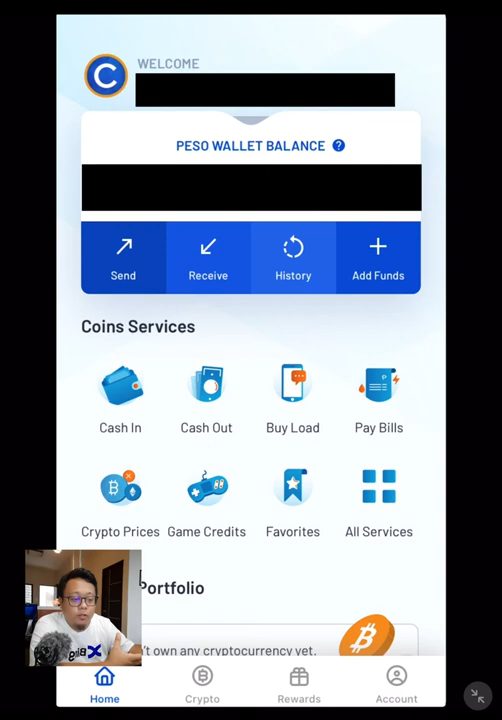 C
WELCOME
PESO WALLET BALANCE ?
Send Receive History Add Funds
Coins Services
Cash In Cash Out Buy Load Pay Bills
Crypto Prices Game Credits Favorites All Services
Portfolio
't own any cryptocurrency yet.
Home Crypto Rewards Account